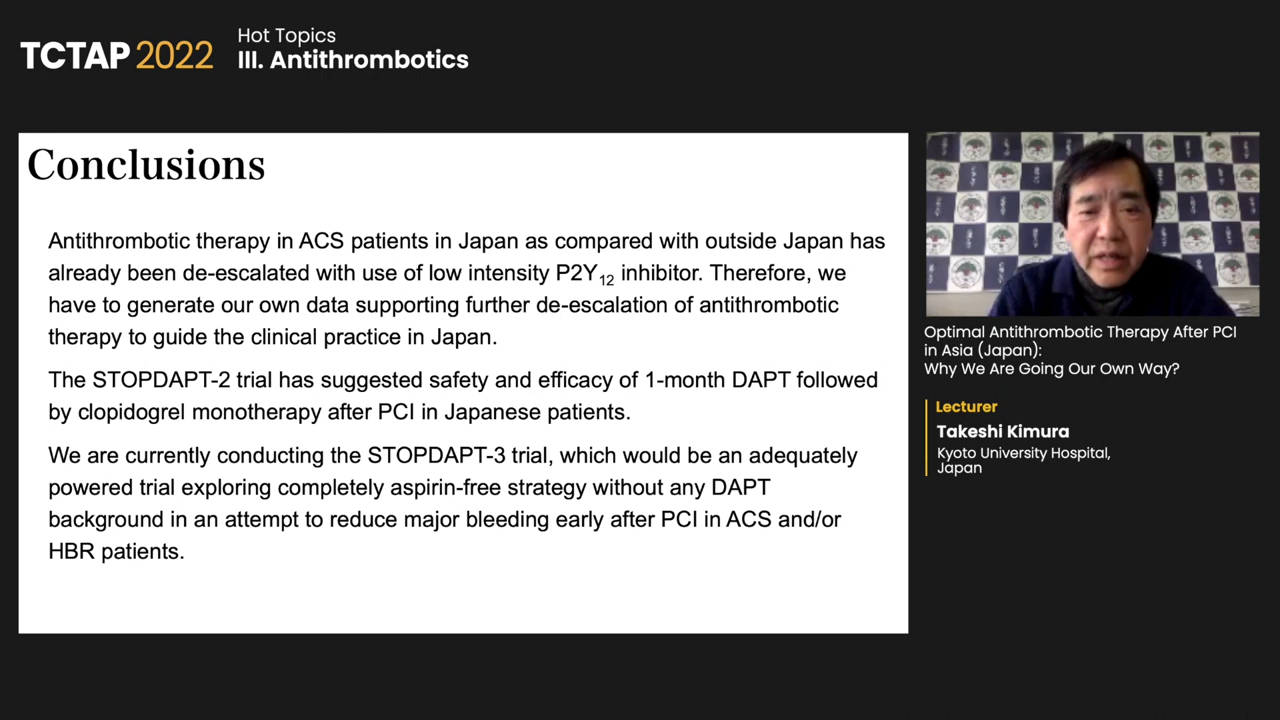 TCTAP 2022
Hot Topics
III. Antithrombotics
Conclusions
Antithrombotic therapy in ACS patients in Japan as compared with outside Japan has
already been de-escalated with use of low intensity P2Y12 inhibitor. Therefore, we
have to generate our own data supporting further de-escalation of antithrombotic
therapy to guide the clinical practice in Japan.
The STOPDAPT-2 trial has suggested safety and efficacy of 1-month DAPT followed
by clopidogrel monotherapy after PCI in Japanese patients.
We are currently conducting the STOPDAPT-3 trial, which would be an adequately
powered trial exploring completely aspirin-free strategy without any DAPT
background in an attempt to reduce major bleeding early after PCI in ACS and/or
HBR patients.
Optimal Antithrombotic Therapy After PCI
in Asia (Japan):
Why We Are Going Our Own Way?
Lecturer
Takeshi Kimura
Kyoto University Hospital,
Japan